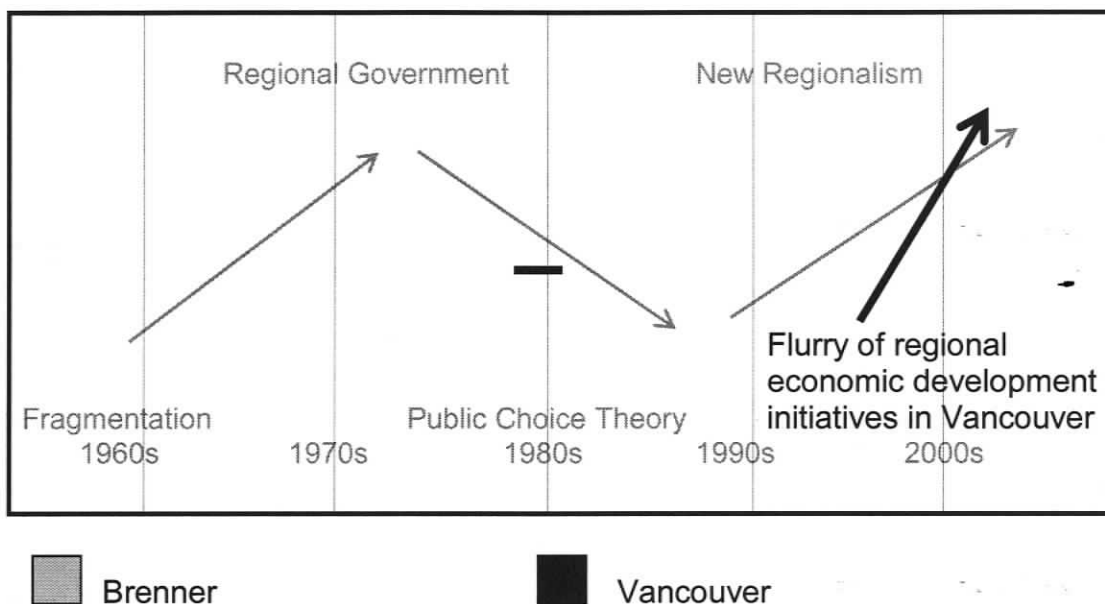 Regional Government
New Regionalism
Flurry of regional
economic development
initiatives in Vancouver
Fragmentation
Public Choice Theory
1960s
1970s
1980s
1990s
2000s
Brenner
Vancouver